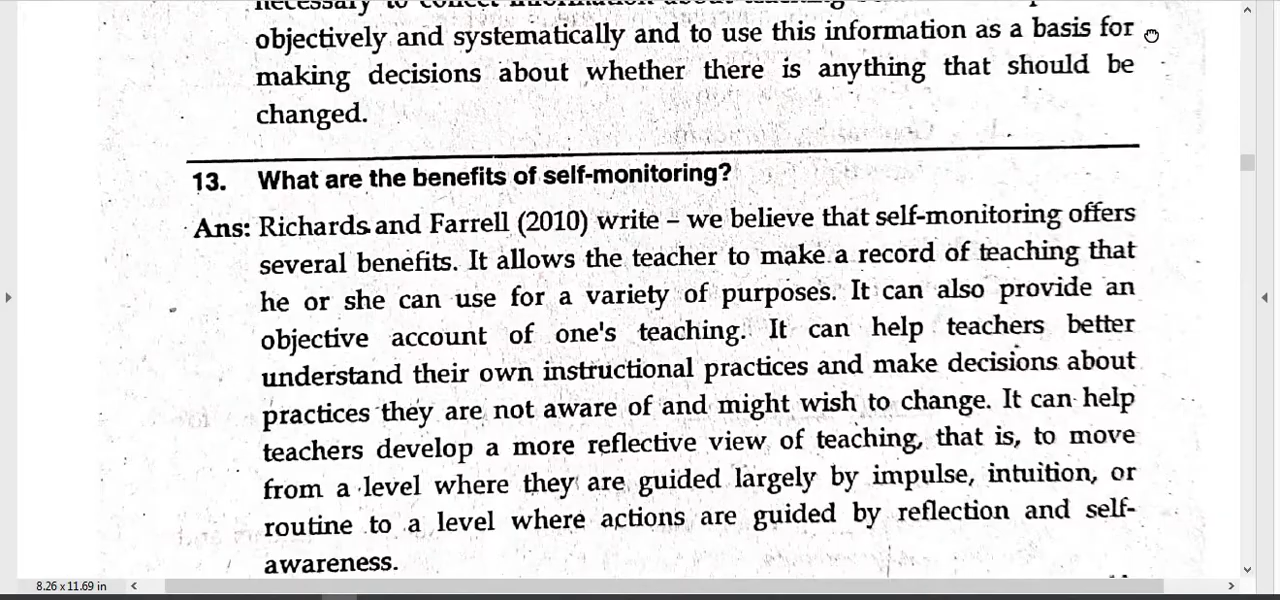 objectively and systematically and to use this information as a basis for
making decisions about whether there is anything that should be
changed.
13. What are the benefits of self-monitoring?
Ans: Richards and Farrell (2010) write – we believe that self-monitoring offers
several benefits. It allows the teacher to make a record of teaching that
he or she can use for a variety of purposes. It can also provide an
objective account of one's teaching. It can help teachers better
understand their own instructional practices and make decisions about
practices they are not aware of and might wish to change. It can help
teachers develop a more reflective view of teaching, that is, to move
from a level where they are guided largely by impulse, intuition, or
routine to a level where actions are guided by reflection and self-
awareness.
8.26 x 11.69 in